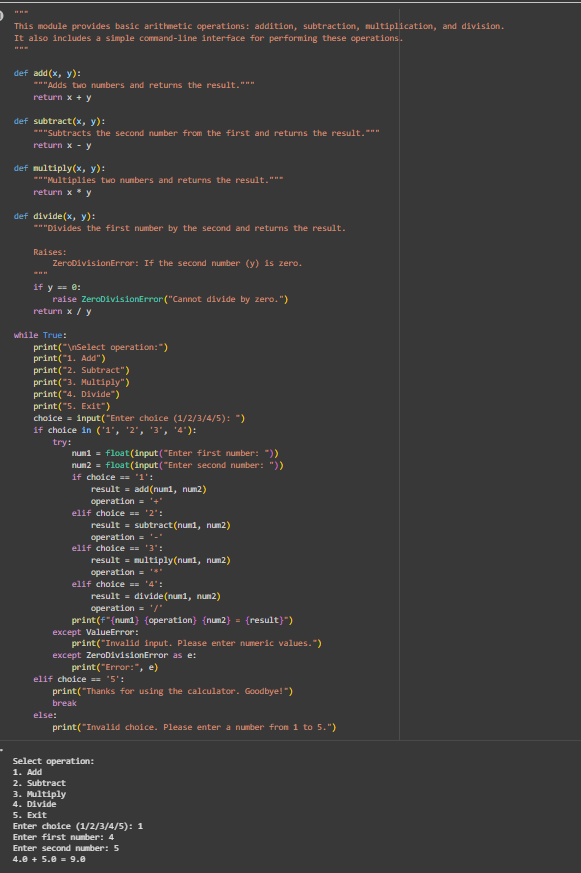 """
This module provides basic arithmetic operations: addition, subtraction, multiplication, and division.
It also includes a simple command-line interface for performing these operations.
"""

def add(x, y):
    """Adds two numbers and returns the result."""
    return x + y

def subtract(x, y):
    """Subtracts the second number from the first and returns the result."""
    return x - y

def multiply(x, y):
    """Multiplies two numbers and returns the result."""
    return x * y

def divide(x, y):
    """Divides the first number by the second and returns the result.

    Raises:
        ZeroDivisionError: If the second number (y) is zero.
    """
    if y == 0:
        raise ZeroDivisionError("Cannot divide by zero.")
    return x / y

while True:
    print("\nSelect operation:")
    print("1. Add")
    print("2. Subtract")
    print("3. Multiply")
    print("4. Divide")
    print("5. Exit")
    choice = input("Enter choice (1/2/3/4/5): ")
    if choice in ('1', '2', '3', '4'):
        try:
            num1 = float(input("Enter first number: "))
            num2 = float(input("Enter second number: "))
            if choice == '1':
                result = add(num1, num2)
                operation = '+'
            elif choice == '2':
                result = subtract(num1, num2)
                operation = '-'
            elif choice == '3':
                result = multiply(num1, num2)
                operation = '*'
            elif choice == '4':
                result = divide(num1, num2)
                operation = '/'
            print(f"{num1} {operation} {num2} = {result}")
        except ValueError:
            print("Invalid input. Please enter numeric values.")
        except ZeroDivisionError as e:
            print("Error:", e)
    elif choice == '5':
        print("Thanks for using the calculator. Goodbye!")
        break
    else:
        print("Invalid choice. Please enter a number from 1 to 5.")

Select operation:
1. Add
2. Subtract
3. Multiply
4. Divide
5. Exit
Enter choice (1/2/3/4/5): 1
Enter first number: 4
Enter second number: 5
4.0 + 5.0 = 9.0